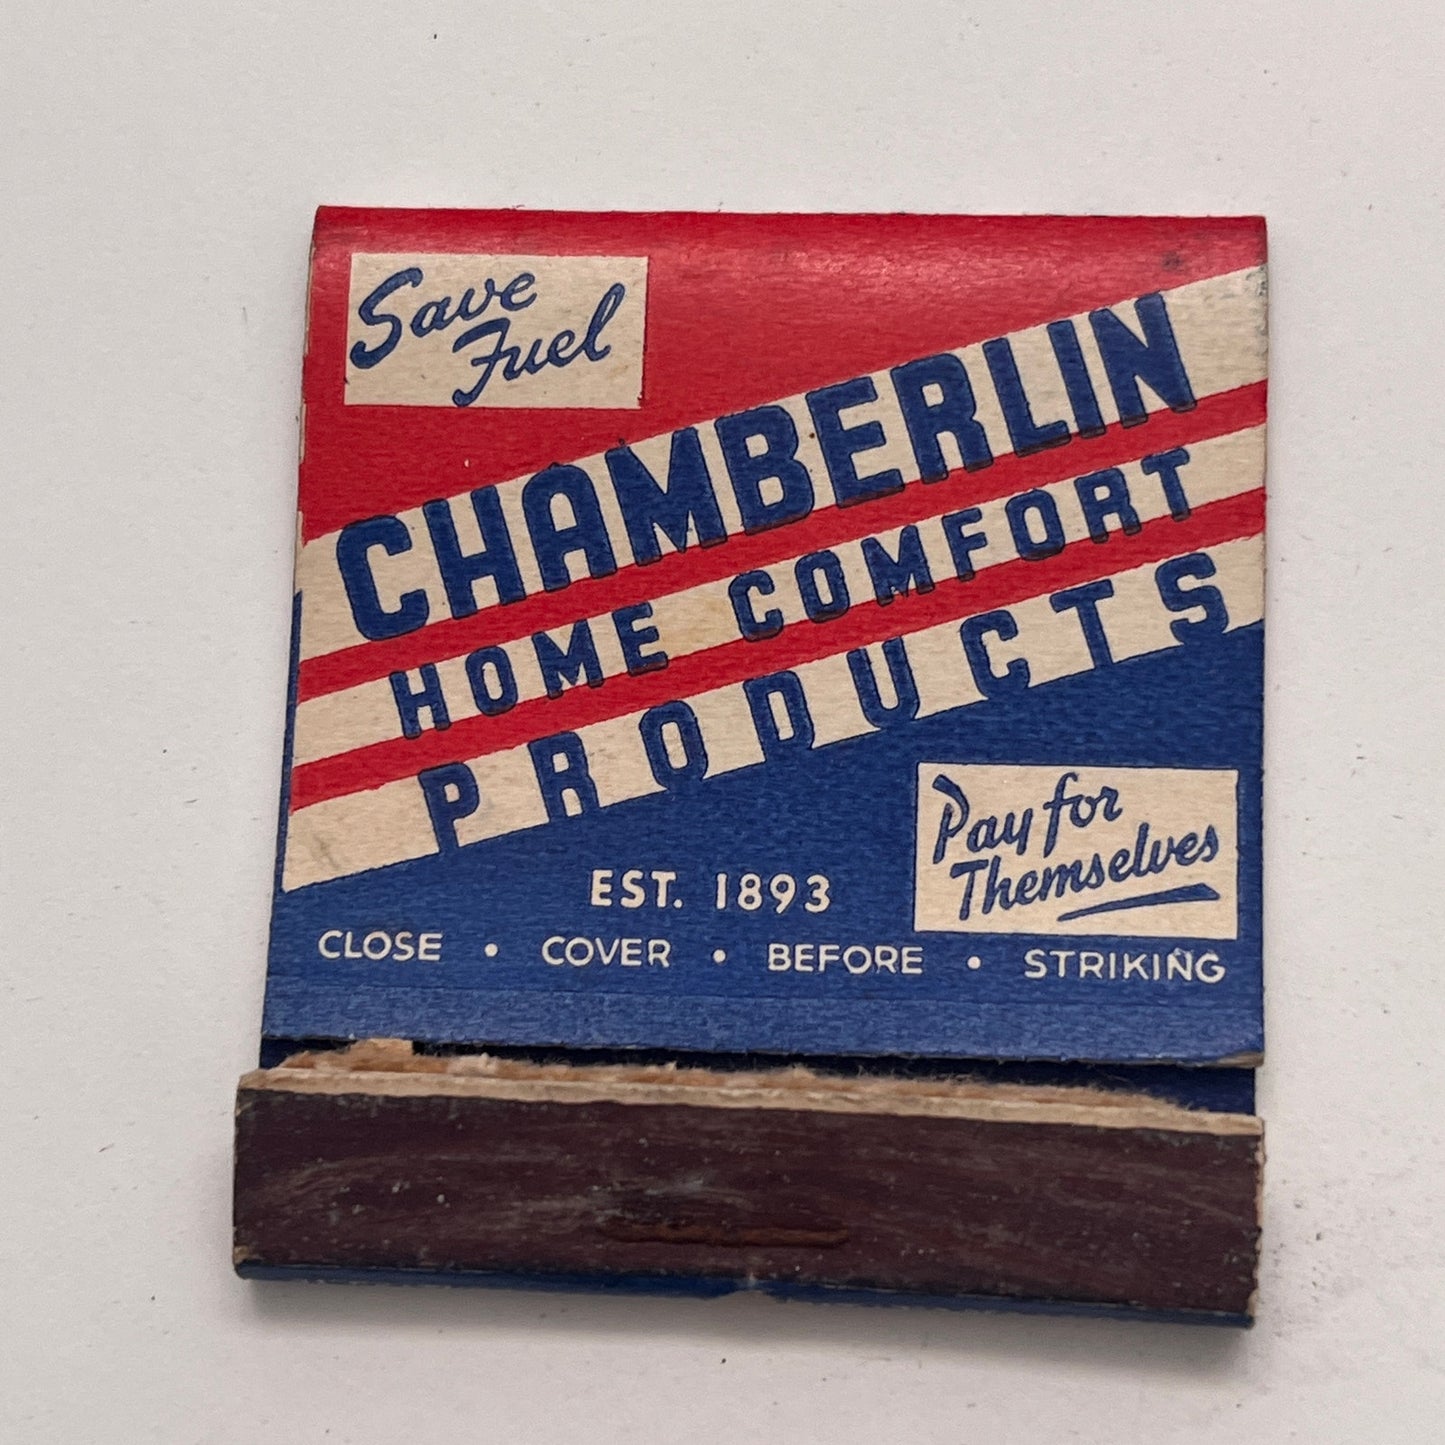 Save
Fuel
CHAMBERLIN
HOME COMFORT
PRODUCTS
Pay for
Themselves
EST. 1893
CLOSE • COVER • BEFORE • STRIKING